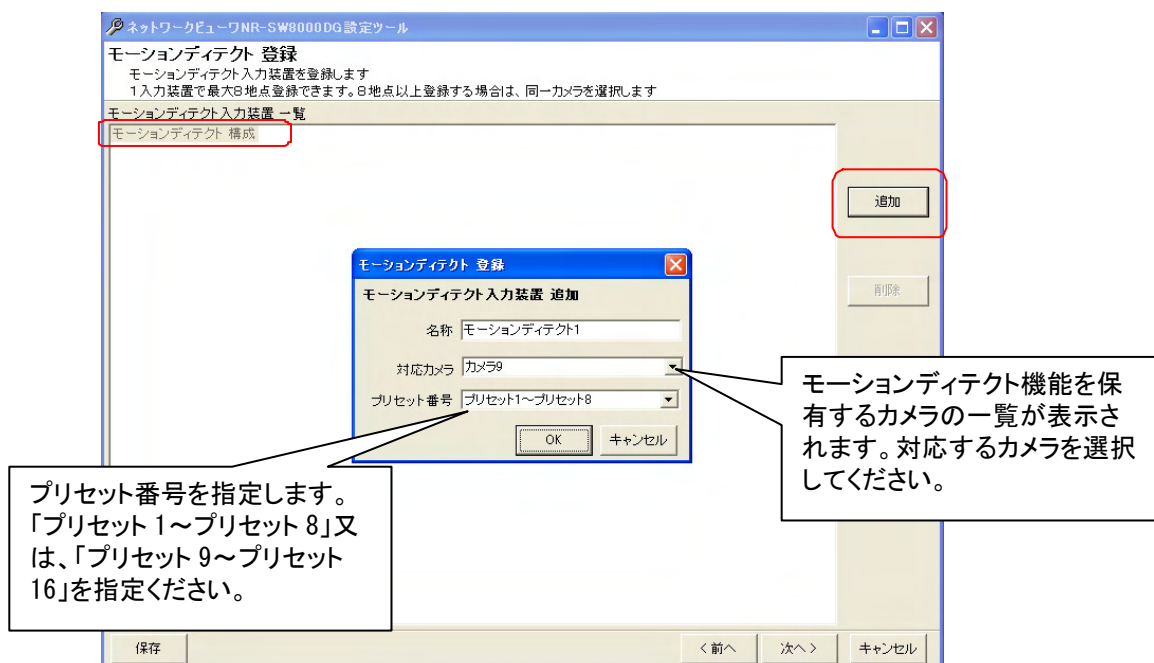 ネットワークビューワNR-SW8000DG設定ツール
モーションディテクト 登録
モーションディテクト入力装置を登録します
1入力装置で最大8地点登録できます。8地点以上登録する場合は、同一カメラを選択します
モーションディテクト入力装置 一覧
モーションディテクト 構成
追加
削除
モーションディテクト 登録
モーションディテクト入力装置 追加
名称 モーションディテクト1
対応カメラ カメラ9
プリセット番号 プリセット1～プリセット8
OK キャンセル
モーションディテクト機能を保
有するカメラの一覧が表示さ
れます。対応するカメラを選択
してください。
プリセット番号を指定します。
「プリセット 1～プリセット 8」又
は、「プリセット 9～プリセット
16」を指定ください。
保存 <前へ 次へ> キャンセル